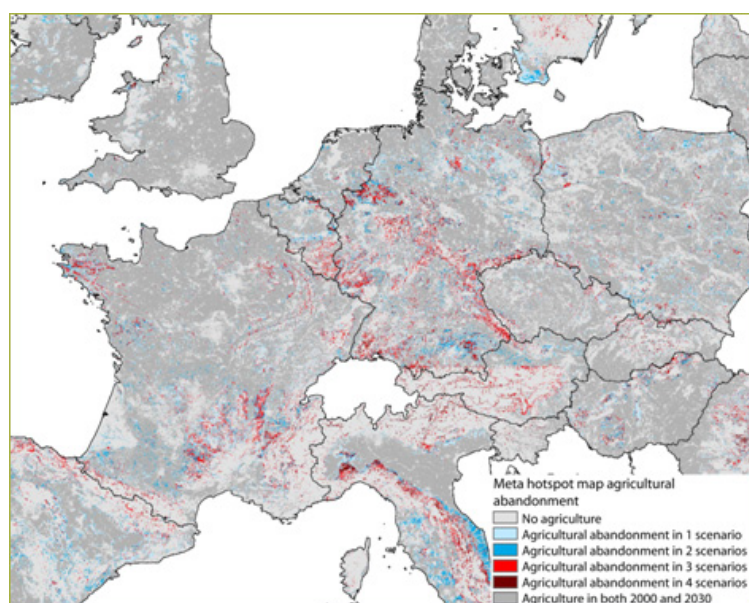 Meta hotspot map agricultural
abandonment
No agriculture
Agricultural abandonment in 1 scenario
Agricultural abandonment in 2 scenarios
Agricultural abandonment in 3 scenarios
Agricultural abandonment in 4 scenarios
Agriculture in both 2000 and 2030